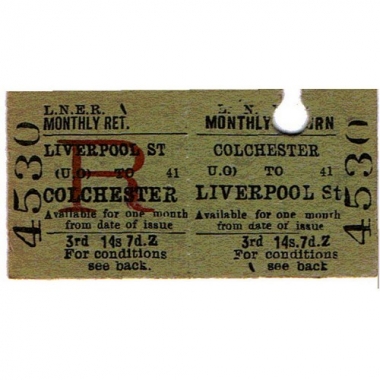 4530
L.N.E.R.
MONTHLY RET.
R
LIVERPOOL ST
(U.O) TO 41
COLCHESTER
Available for one month
from date of issue
3rd 14s.7d.Z
For conditions
see back.
L. N.
COLCHESTER
U.O) TO 41
LIVERPOOL St
Available for one month
from date of issue
3rd 14s.7d.Z
For conditions
see back.
4530